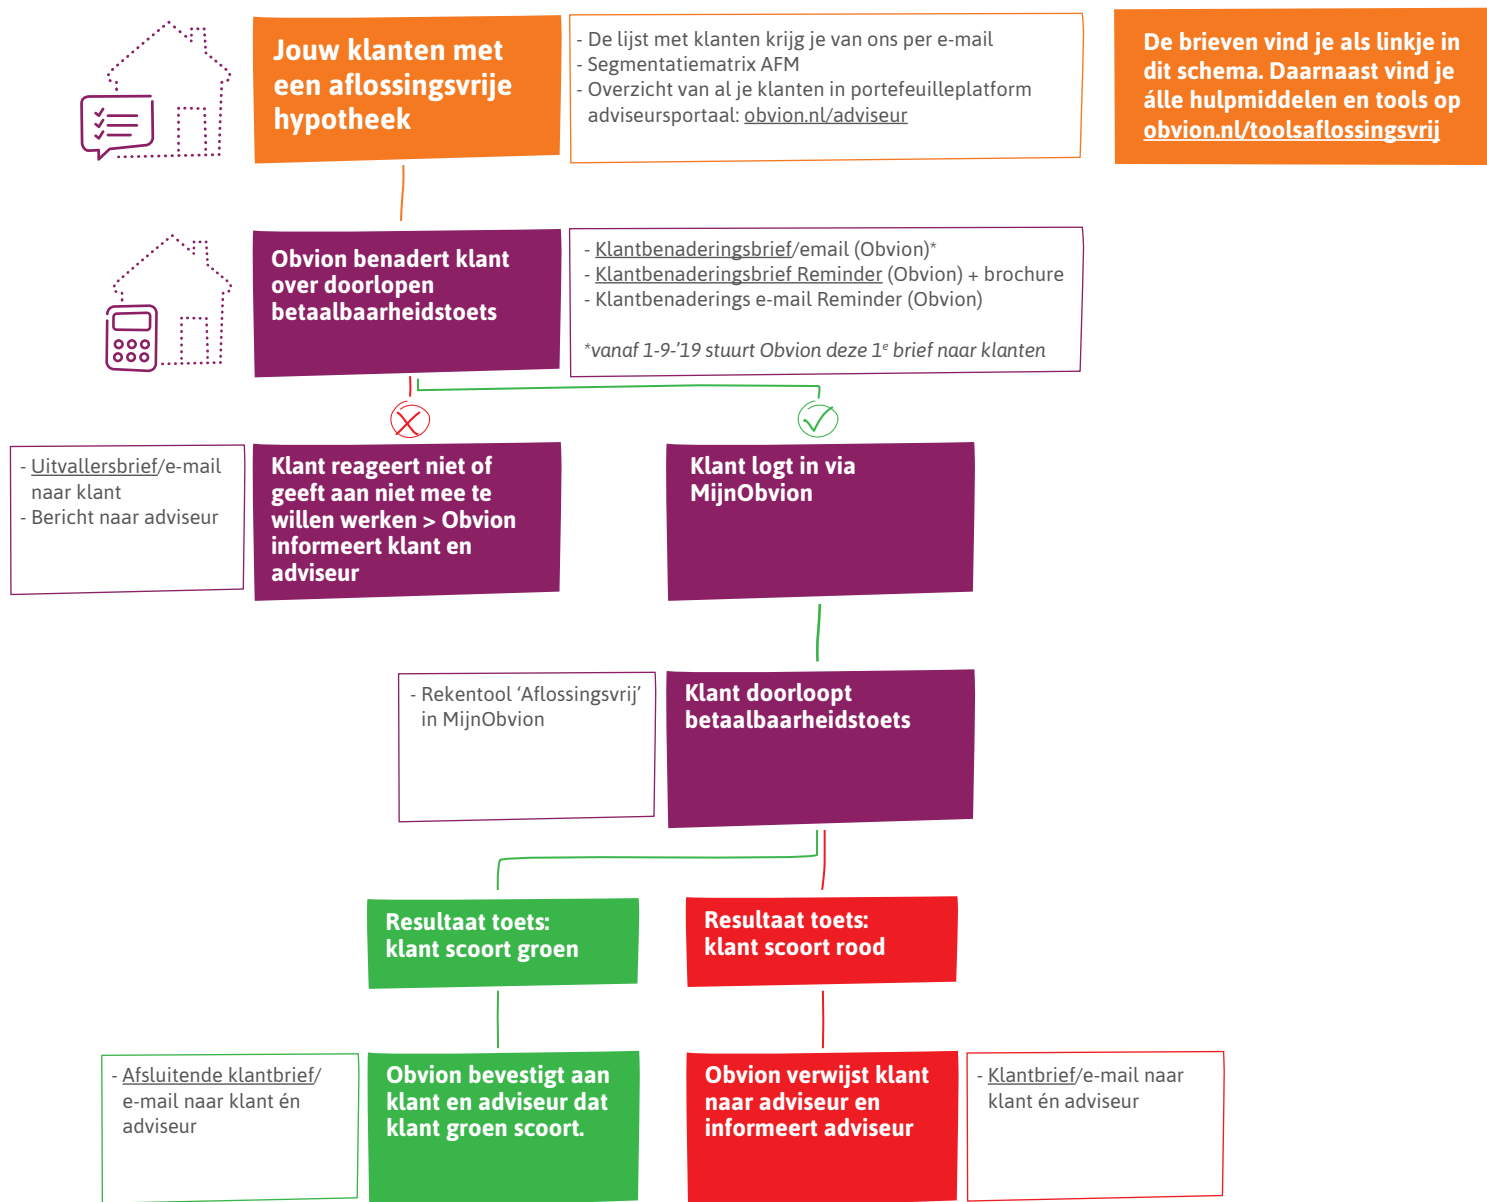 Jouw klanten met
een aflossingsvrije
hypotheek
- De lijst met klanten krijg je van ons per e-mail
- Segmentatiematrix AFM
- Overzicht van al je klanten in portefeuilleplatform
adviseursportaal: obvion.nl/adviseur
De brieven vind je als linkje in
dit schema. Daarnaast vind je
álle hulpmiddelen en tools op
obvion.nl/toolsaflossingsvrij
Obvion benadert klant
over doorlopen
betaalbaarheidstoets
- Klantbenaderingsbrief/email (Obvion)*
- Klantbenaderingsbrief Reminder (Obvion) + brochure
- Klantbenaderings e-mail Reminder (Obvion)
*vanaf 1-9-'19 stuurt Obvion deze 1e brief naar klanten
- Uitvallersbrief/e-mail
naar klant
- Bericht naar adviseur
Klant reageert niet of
geeft aan niet mee te
willen werken > Obvion
informeert klant en
adviseur
Klant logt in via
MijnObvion
- Rekentool ‘Aflossingsvrij’
in MijnObvion
Klant doorloopt
betaalbaarheidstoets
Resultaat toets:
klant scoort groen
Resultaat toets:
klant scoort rood
- Afsluitende klantbrief/
e-mail naar klant én
adviseur
Obvion bevestigt aan
klant en adviseur dat
klant groen scoort.
Obvion verwijst klant
naar adviseur en
informeert adviseur
- Klantbrief/e-mail naar
klant én adviseur